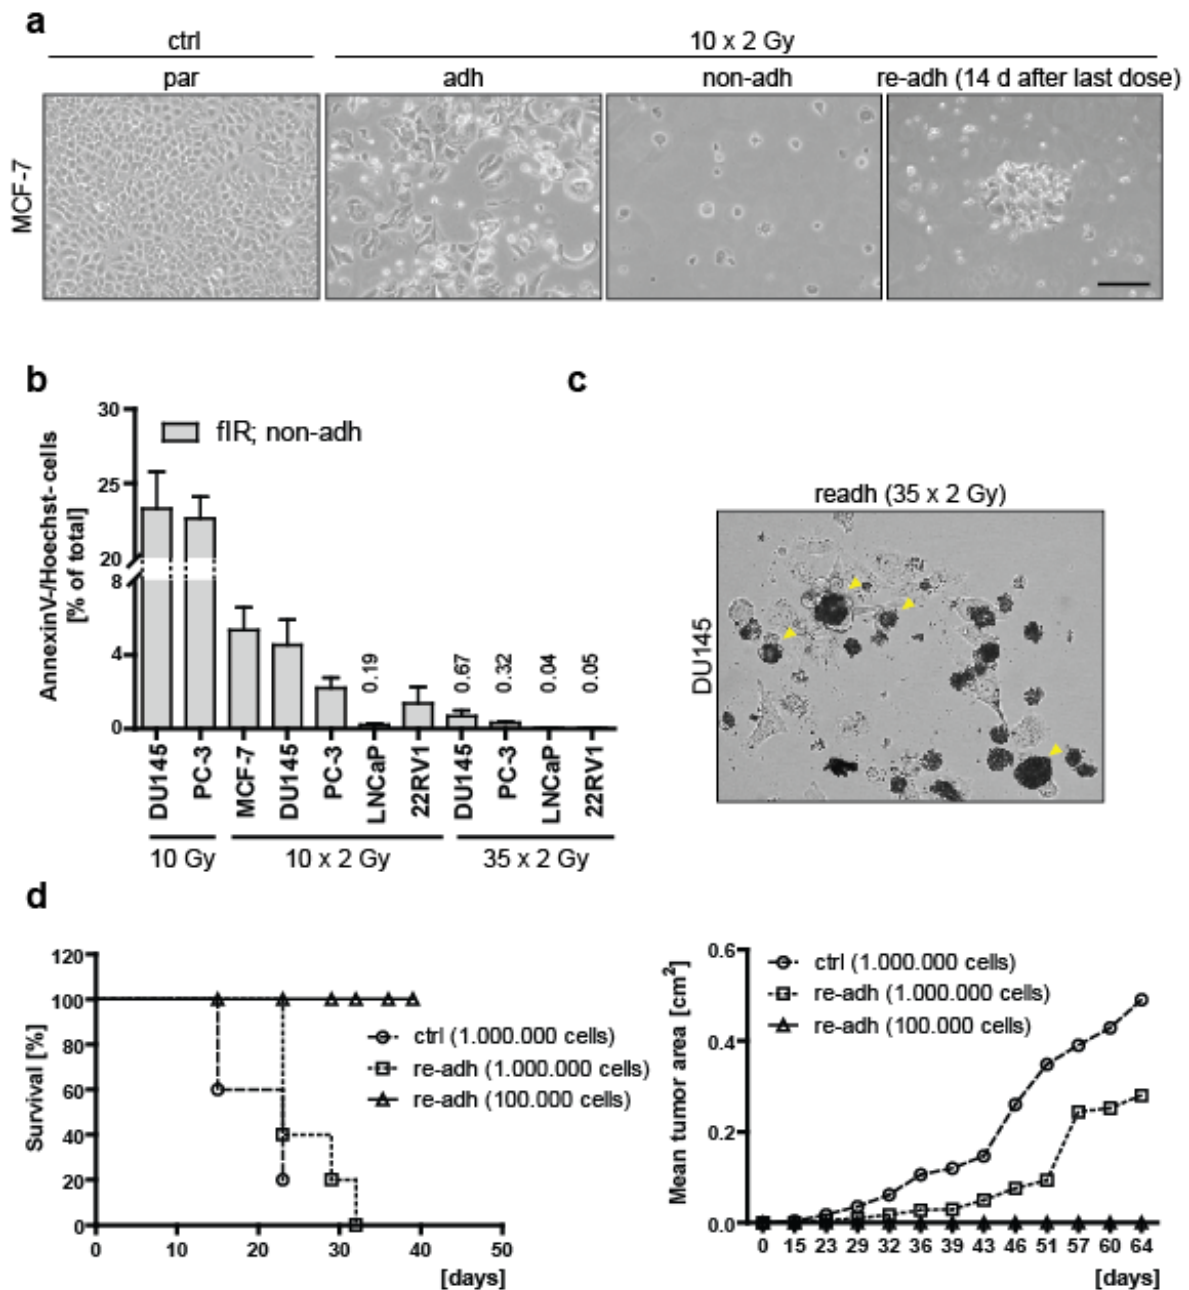 a
ctrl
10 x 2 Gy
par
adh
non-adh
re-adh (14 d after last dose)
MCF-7
b
AnnexinV-/Hoechst- cells
[% of total]
30
25
20
8
4
0
fIR; non-adh
0.19
0.67
0.32
0.04
0.05
DU145
PC-3
MCF-7
DU145
PC-3
LNCaP
22RV1
DU145
PC-3
LNCaP
22RV1
10 Gy
10 x 2 Gy
35 x 2 Gy
c
readh (35 x 2 Gy)
DU145
d
Survival [%]
120
100
80
60
40
20
0
ctrl (1.000.000 cells)
re-adh (1.000.000 cells)
re-adh (100.000 cells)
0 10 20 30 40 50
[days]
Mean tumor area [cm²]
0.6
0.4
0.2
0.0
ctrl (1.000.000 cells)
re-adh (1.000.000 cells)
re-adh (100.000 cells)
0 15 23 29 32 36 39 43 46 51 57 60 64
[days]